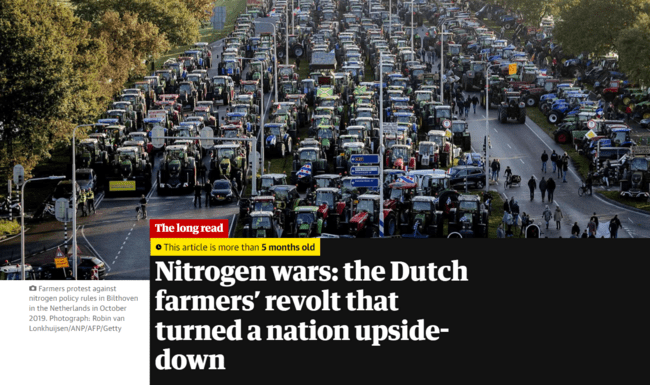 The long read
This article is more than 5 months old
Nitrogen wars: the Dutch
farmers’ revolt that
turned a nation upside-
down
Farmers protest against
nitrogen policy rules in Bilthoven
in the Netherlands in October
2019. Photograph: Robin van
Lonkhuijsen/ANP/AFP/Getty